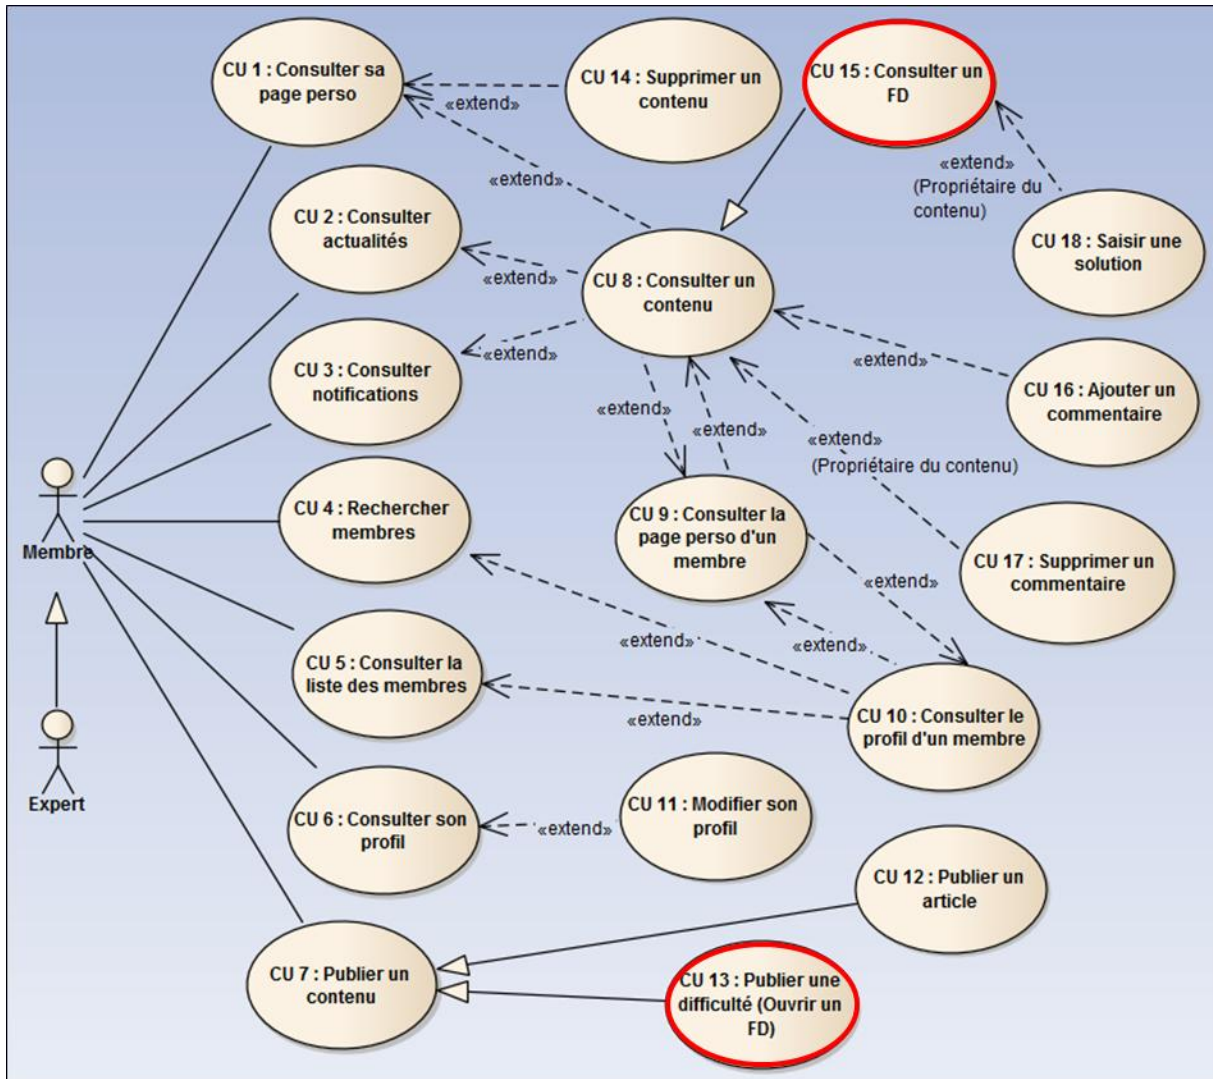 CU 1 : Consulter sa
page perso
«extend»
CU 14 : Supprimer un
contenu
CU 15 : Consulter un
FD
«extend»
«extend»
(Propriétaire du
contenu)
CU 2 : Consulter
actualités
«extend»
CU 8 : Consulter un
contenu
CU 18 : Saisir une
solution
CU 3 : Consulter
notifications
«extend»
«extend»
CU 16 : Ajouter un
commentaire
«extend»
«extend»
«extend»
(Propriétaire du contenu)
Membre
CU 4 : Rechercher
membres
CU 9 : Consulter la
page perso d'un
membre
CU 17 : Supprimer un
commentaire
«extend»
«extend»
«extend»
CU 5 : Consulter la
liste des membres
«extend»
CU 10 : Consulter le
profil d'un membre
Expert
CU 6 : Consulter son
profil
«extend»
CU 11 : Modifier son
profil
CU 12 : Publier un
article
CU 7 : Publier un
contenu
CU 13 : Publier une
difficulté (Ouvrir un
FD)